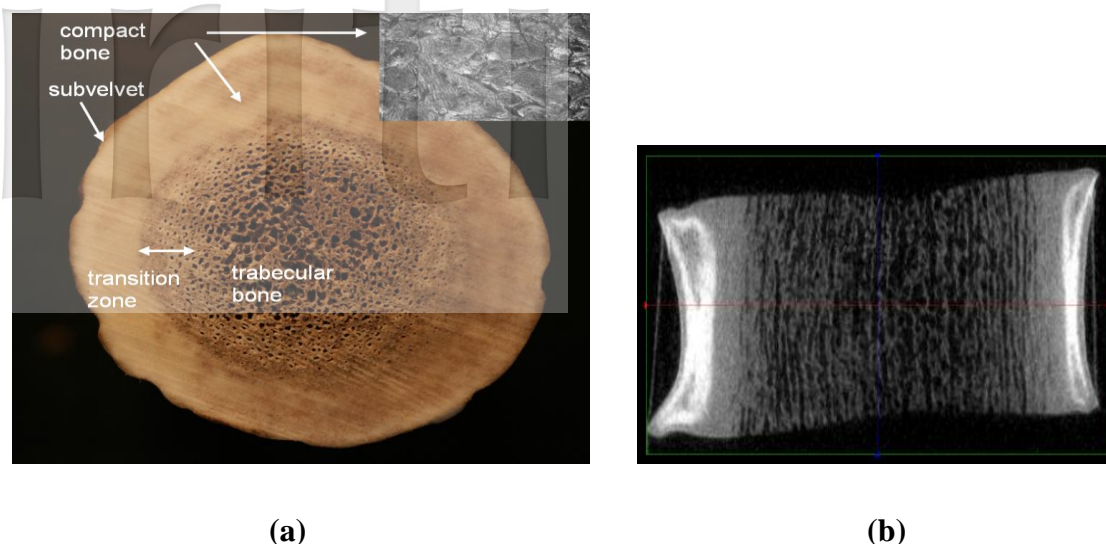 compact
bone
subvelvet
transition
zone
trabecular
bone
(a)
(b)